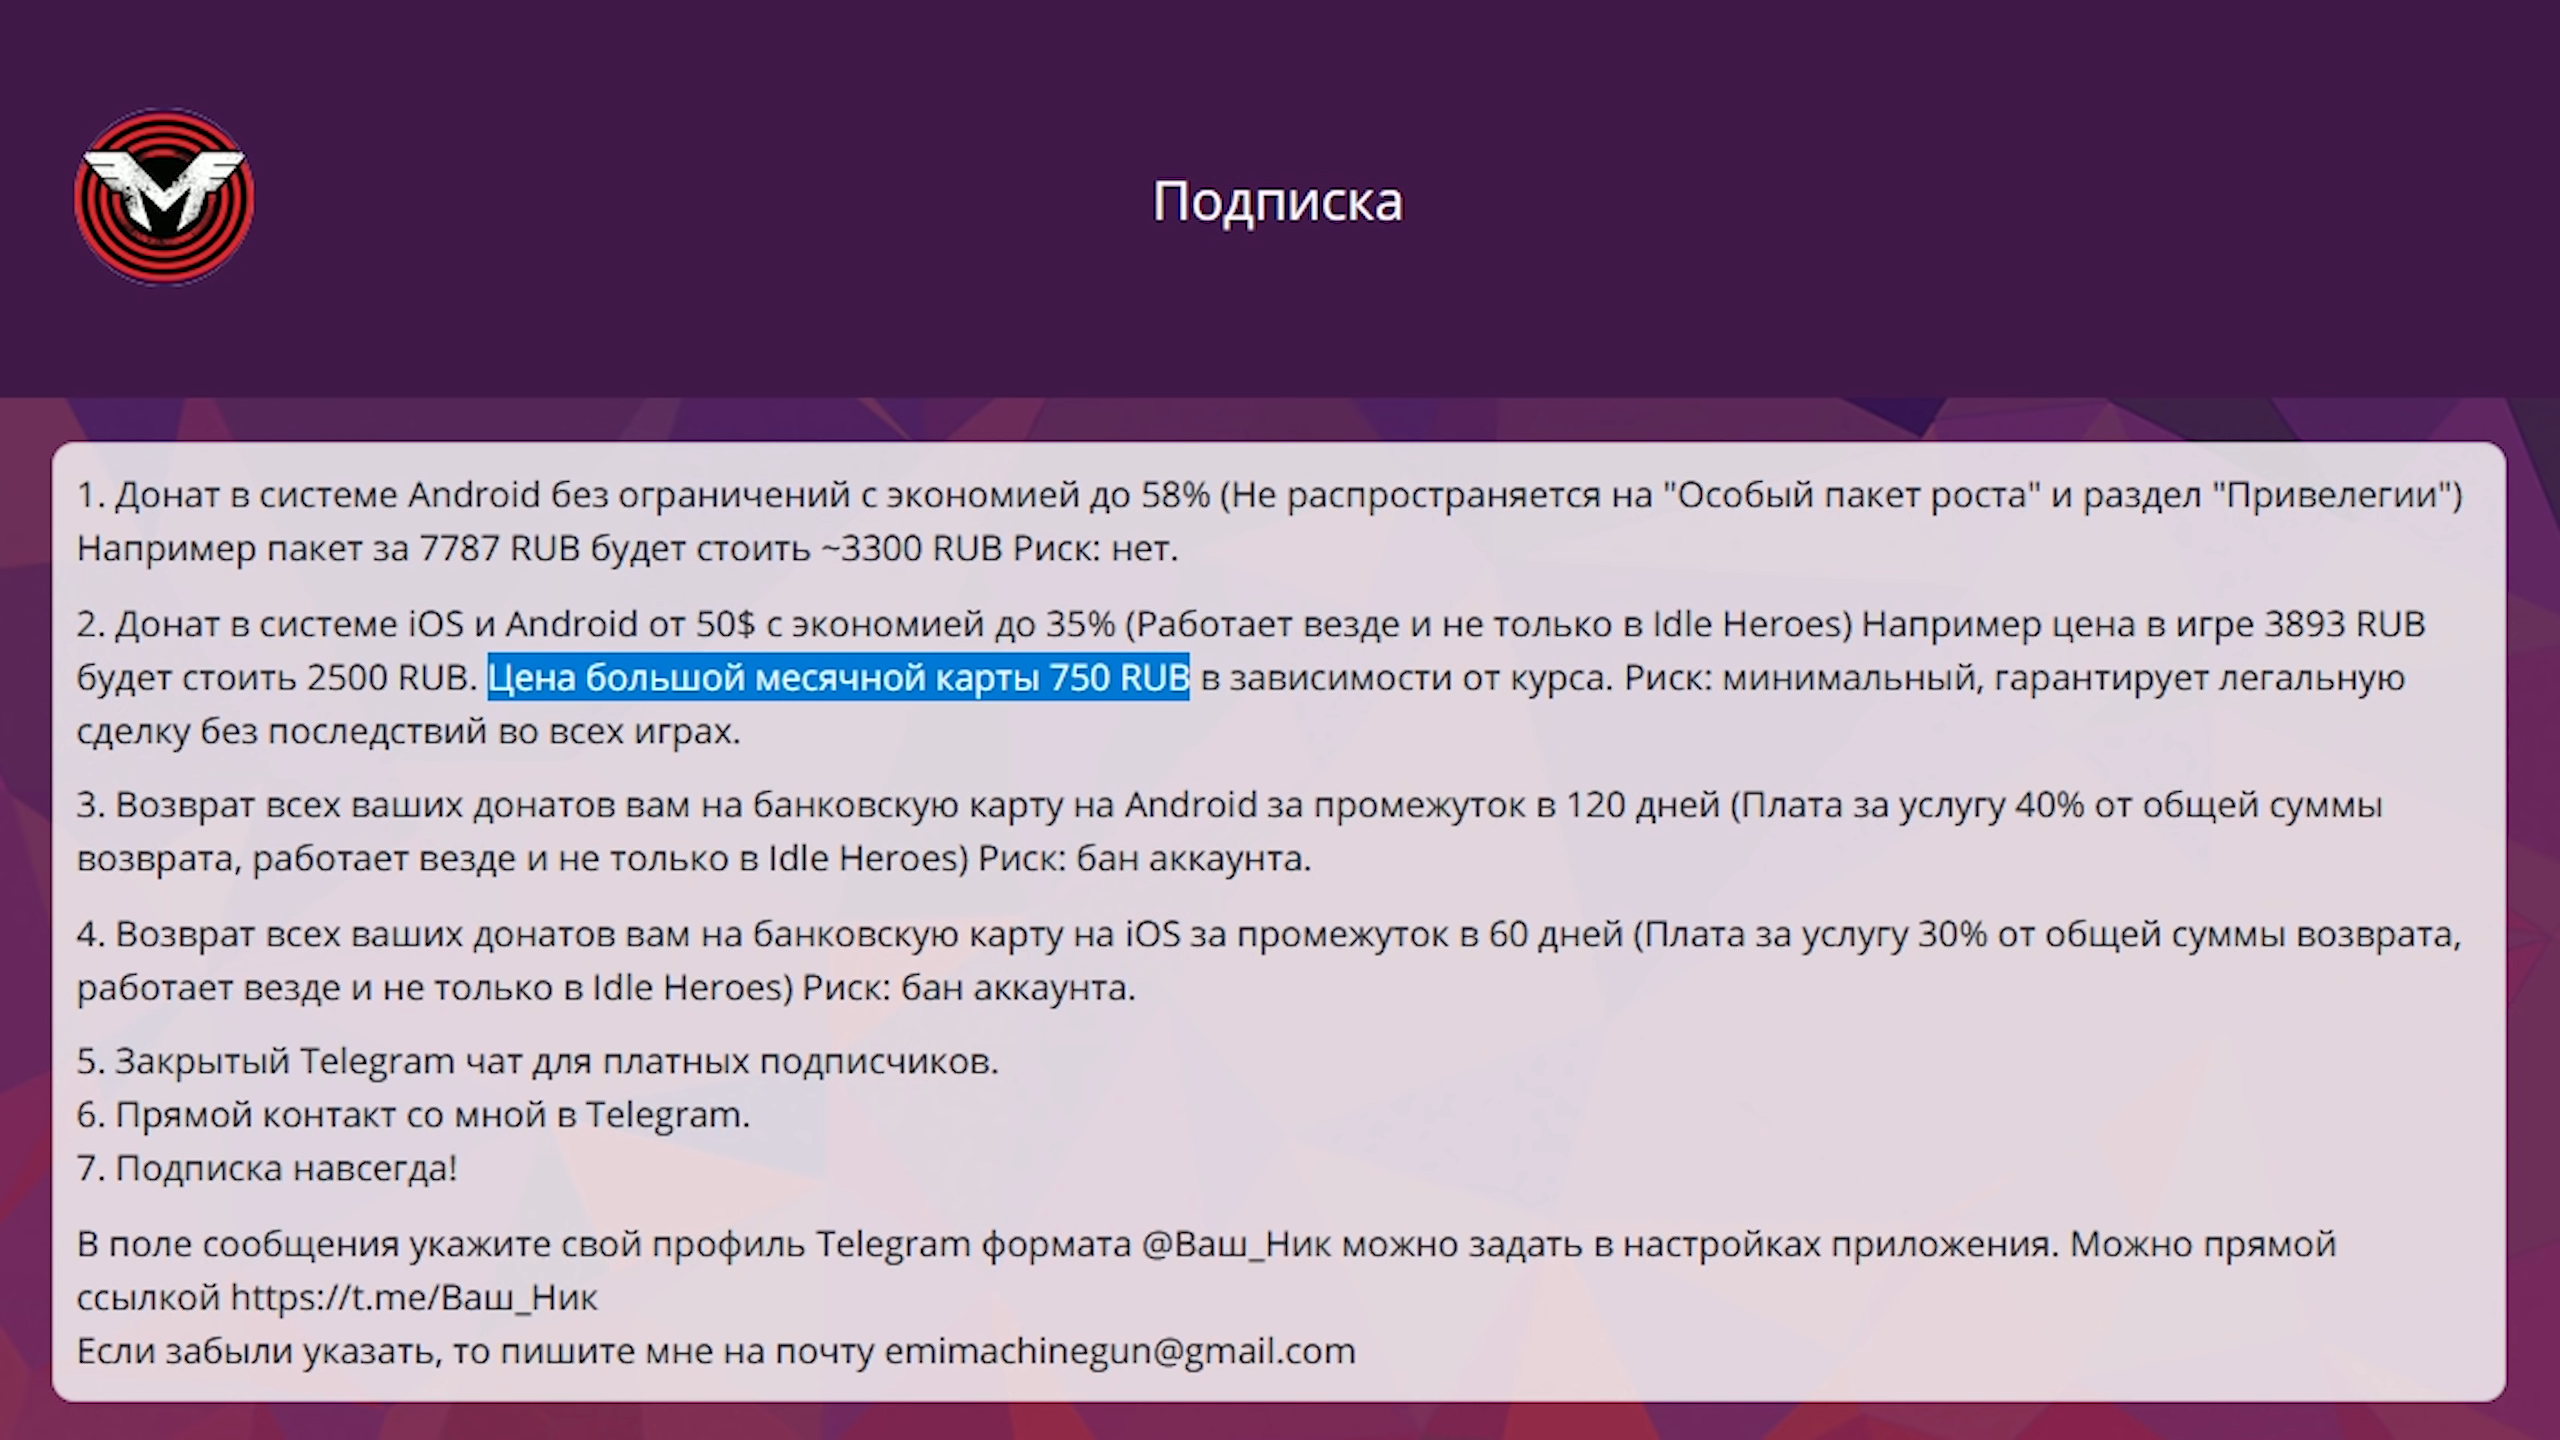 Подписка
1. Донат в системе Android без ограничений с экономией до 58% (Не распространяется на "Особый пакет роста" и раздел "Привелегии")
Например пакет за 7787 RUB будет стоить ~3300 RUB Риск: нет.
2. Донат в системе iOS и Android от 50$ с экономией до 35% (Работает везде и не только в Idle Heroes) Например цена в игре 3893 RUB
будет стоить 2500 RUB. Цена большой месячной карты 750 RUB в зависимости от курса. Риск: минимальный, гарантирует легальную
сделку без последствий во всех играх.
3. Возврат всех ваших донатов вам на банковскую карту на Android за промежуток в 120 дней (Плата за услугу 40% от общей суммы
возврата, работает везде и не только в Idle Heroes) Риск: бан аккаунта.
4. Возврат всех ваших донатов вам на банковскую карту на iOS за промежуток в 60 дней (Плата за услугу 30% от общей суммы возврата,
работает везде и не только в Idle Heroes) Риск: бан аккаунта.
5. Закрытый Telegram чат для платных подписчиков.
6. Прямой контакт со мной в Telegram.
7. Подписка навсегда!
В поле сообщения укажите свой профиль Telegram формата @Ваш_Ник можно задать в настройках приложения. Можно прямой
ссылкой https://t.me/Ваш_Ник
Если забыли указать, то пишите мне на почту emimachinegun@gmail.com